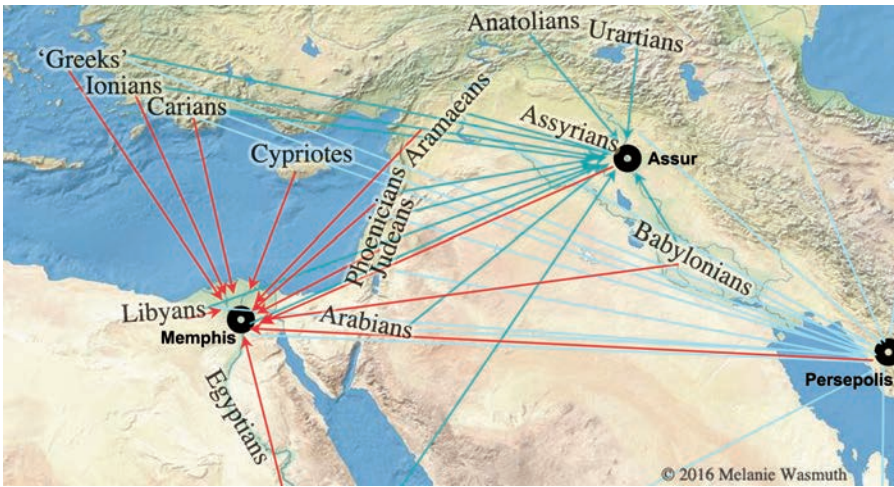 Anatolians
Urartians
'Greeks'
Ionians
Carians
Aramaeans
Assyrians
Cypriotes
Assur
Phoenicians
Judeans
Babylonians
Libyans
Memphis
Arabians
Persepolis
Egyptians
© 2016 Melanie Wasmuth